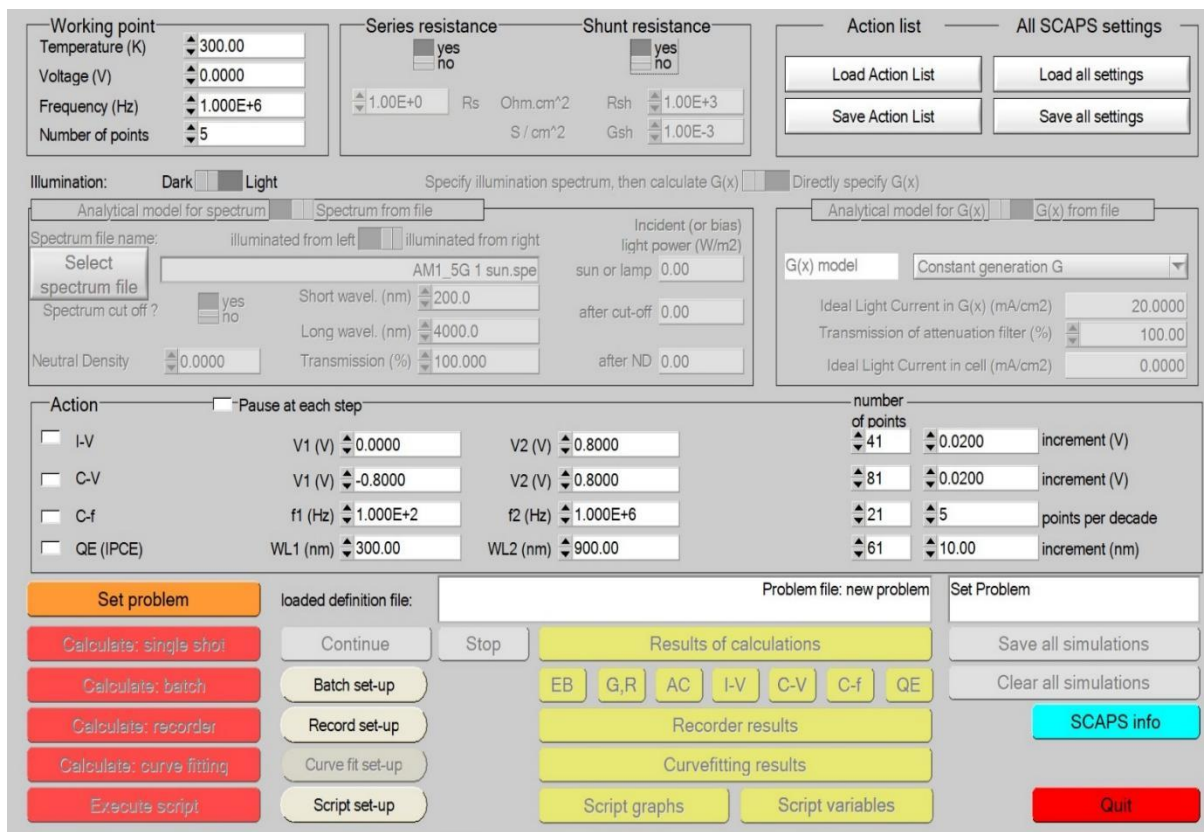 Working point
Temperature (K) 300.00
Voltage (V) 0.0000
Frequency (Hz) 1.000E+6
Number of points 5
Series resistance Shunt resistance
yes yes
no no
1.00E+0 Rs Ohm.cm^2 Rsh 1.00E+3
S / cm^2 Gsh 1.00E-3
Action list All SCAPS settings
Load Action List Load all settings
Save Action List Save all settings
Illumination: Dark Light Specify illumination spectrum, then calculate G(x) Directly specify G(x)
Analytical model for spectrum Spectrum from file
Spectrum file name: illuminated from left illuminated from right
Incident (or bias)
light power (W/m2)
Select
spectrum file
AM1_5G 1 sun.spe sun or lamp 0.00
Spectrum cut off ? yes
no
Short wavel. (nm) 200.0
after cut-off 0.00
Long wavel. (nm) 4000.0
Neutral Density 0.0000 Transmission (%) 100.000 after ND 0.00
Analytical model for G(x) G(x) from file
G(x) model Constant generation G
Ideal Light Current in G(x) (mA/cm2) 20.0000
Transmission of attenuation filter (%) 100.00
Ideal Light Current in cell (mA/cm2) 0.0000
Action Pause at each step number
of points
I-V V1 (V) 0.0000 V2 (V) 0.8000 41 0.0200 increment (V)
C-V V1 (V) -0.8000 V2 (V) 0.8000 81 0.0200 increment (V)
C-f f1 (Hz) 1.000E+2 f2 (Hz) 1.000E+6 21 5 points per decade
QE (IPCE) WL1 (nm) 300.00 WL2 (nm) 900.00 61 10.00 increment (nm)
Set problem loaded definition file: Problem file: new problem Set Problem
Calculate: single shot Continue Stop Results of calculations Save all simulations
Calculate: batch Batch set-up EB G,R AC I-V C-V C-f QE Clear all simulations
Calculate: recorder Record set-up Recorder results SCAPS info
Calculate: curve fitting Curve fit set-up Curvefitting results
Execute script Script set-up Script graphs Script variables Quit